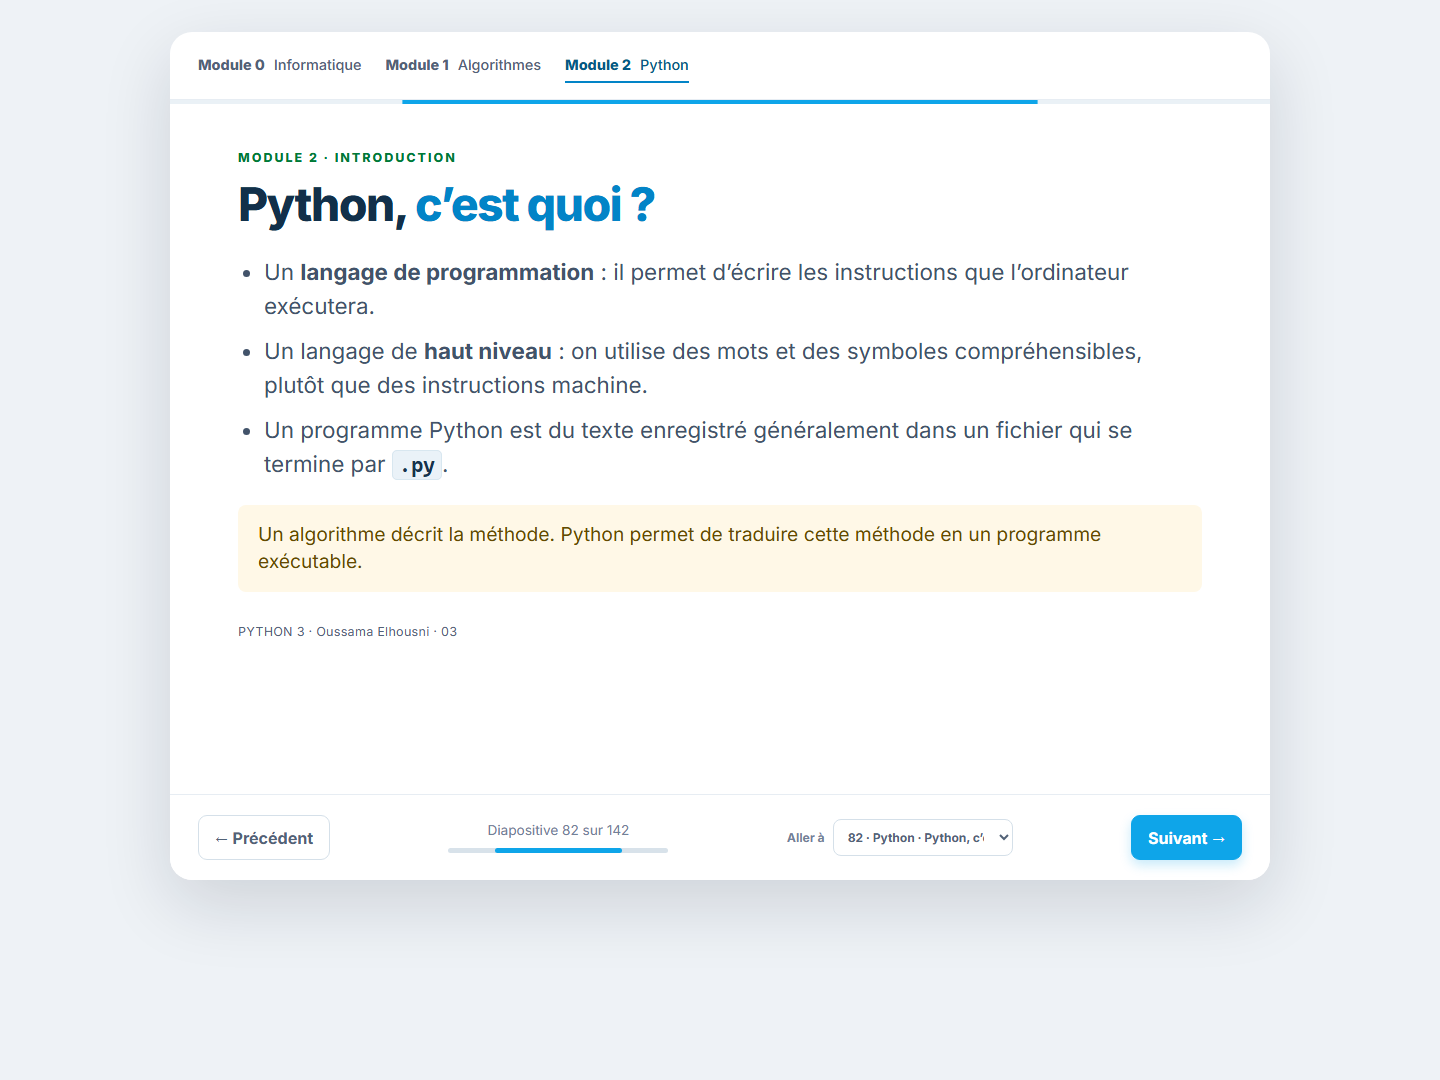 Module 0 Informatique Module 1 Algorithmes Module 2 Python
MODULE 2 · INTRODUCTION
Python, c’est quoi ?
• Un langage de programmation : il permet d’écrire les instructions que l’ordinateur
exécutera.
• Un langage de haut niveau : on utilise des mots et des symboles compréhensibles,
plutôt que des instructions machine.
• Un programme Python est du texte enregistré généralement dans un fichier qui se
termine par .py.
Un algorithme décrit la méthode. Python permet de traduire cette méthode en un programme
exécutable.
PYTHON 3 · Oussama Elhousni · 03
← Précédent
Diapositive 82 sur 142
Aller à 82 · Python · Python, c’
Suivant →